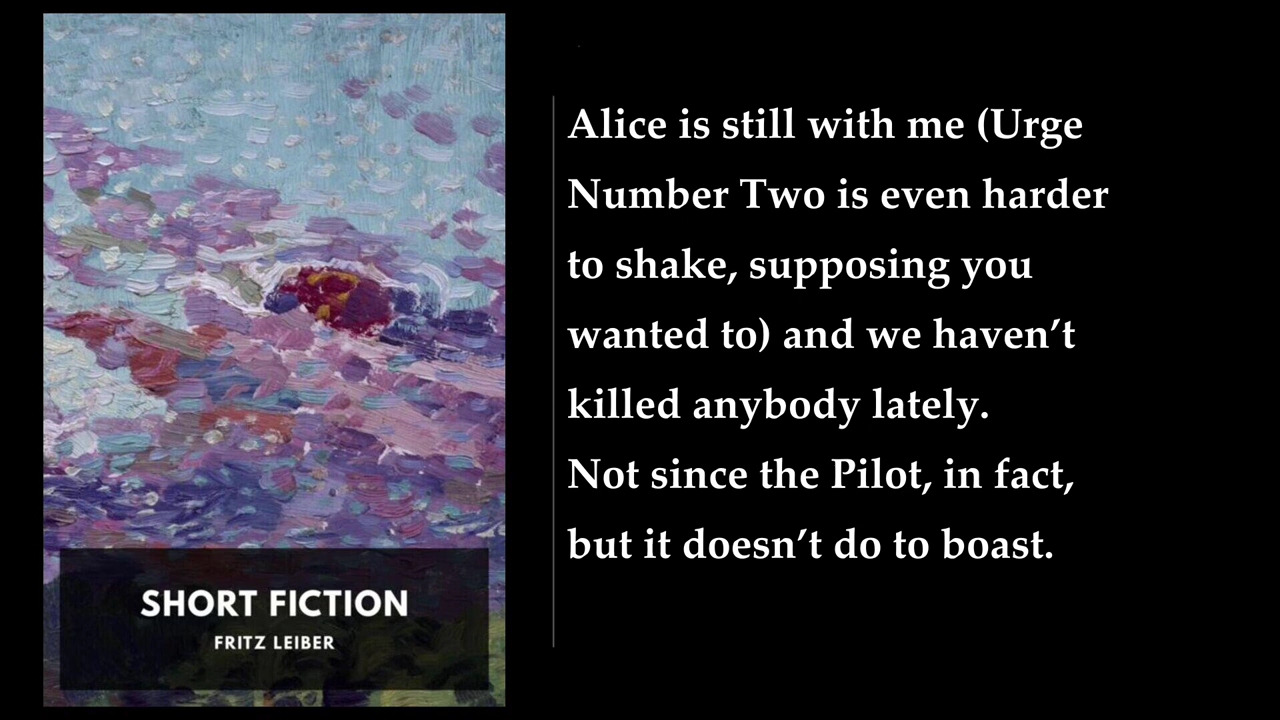 Alice is still with me (Urge
Number Two is even harder
to shake, supposing you
wanted to) and we haven’t
killed anybody lately.
Not since the Pilot, in fact,
but it doesn’t do to boast.
SHORT FICTION
FRITZ LEIBER